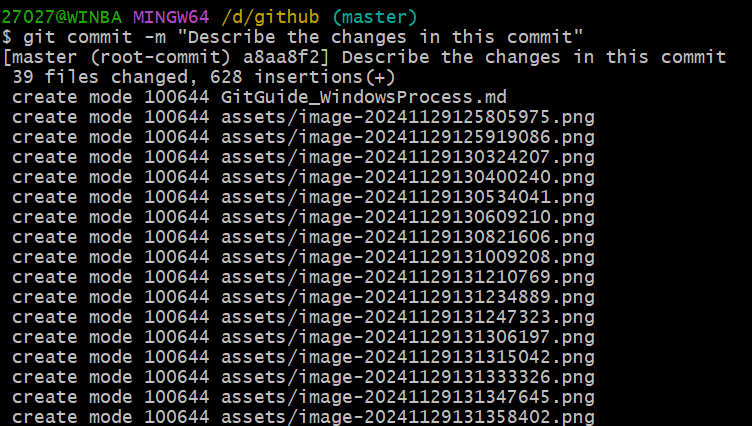 27027@WINBA MINGW64 /d/github (master)
$ git commit -m "Describe the changes in this commit"
[master (root-commit) a8aa8f2] Describe the changes in this commit
 39 files changed, 628 insertions(+)
 create mode 100644 GitGuide_WindowsProcess.md
 create mode 100644 assets/image-20241129125805975.png
 create mode 100644 assets/image-20241129125919086.png
 create mode 100644 assets/image-20241129130324207.png
 create mode 100644 assets/image-20241129130400240.png
 create mode 100644 assets/image-20241129130534041.png
 create mode 100644 assets/image-20241129130609210.png
 create mode 100644 assets/image-20241129130821606.png
 create mode 100644 assets/image-20241129131009208.png
 create mode 100644 assets/image-20241129131210769.png
 create mode 100644 assets/image-20241129131234889.png
 create mode 100644 assets/image-20241129131247323.png
 create mode 100644 assets/image-20241129131306197.png
 create mode 100644 assets/image-20241129131315042.png
 create mode 100644 assets/image-20241129131333326.png
 create mode 100644 assets/image-20241129131347645.png
 create mode 100644 assets/image-20241129131358402.png